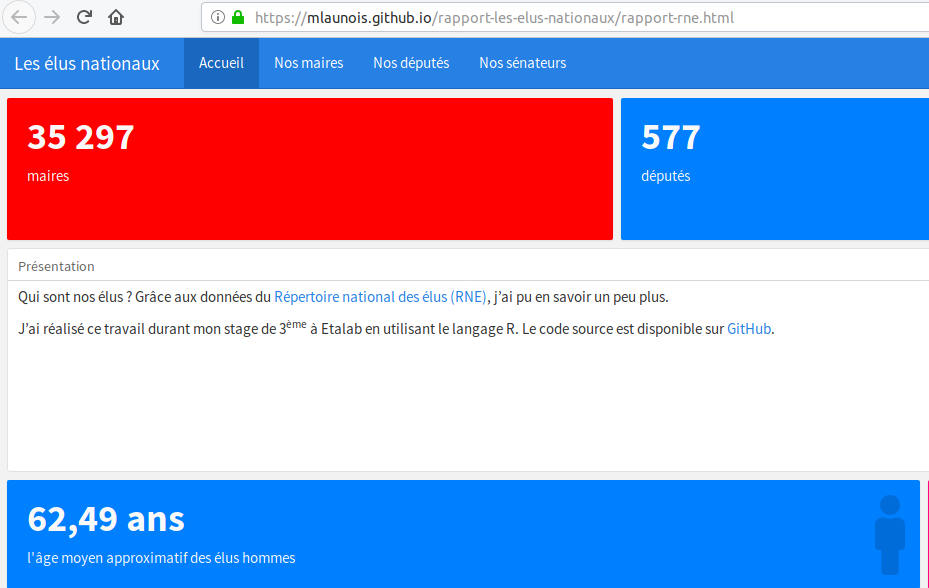 https://mlaunois.github.io/rapport-les-elus-nationaux/rapport-rne.html
Les élus nationaux Accueil Nos maires Nos députés Nos sénateurs
35 297
maires
577
députés
Présentation
Qui sont nos élus ? Grâce aux données du Répertoire national des élus (RNE), j'ai pu en savoir un peu plus.
J'ai réalisé ce travail durant mon stage de 3ème à Etalab en utilisant le langage R. Le code source est disponible sur GitHub.
62,49 ans
l'âge moyen approximatif des élus hommes